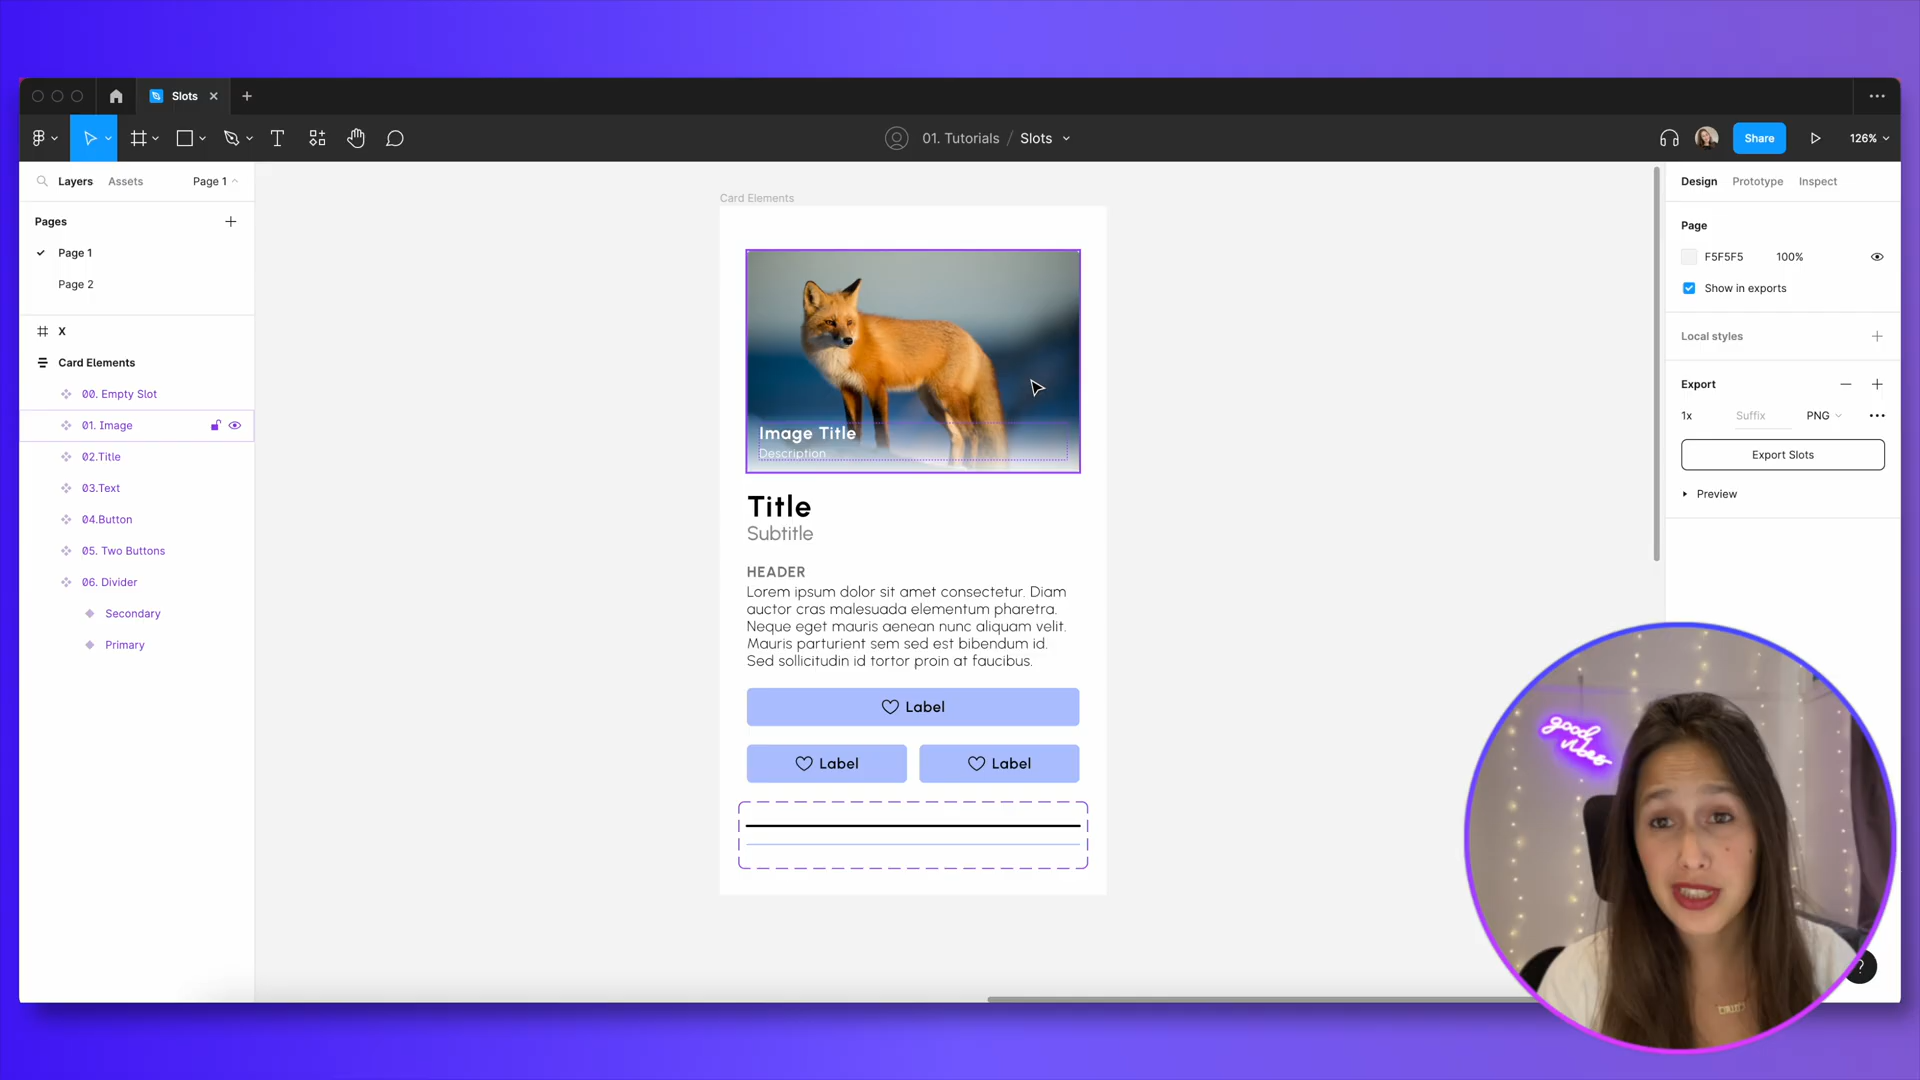 Slots
01. Tutorials / Slots
Share
126%
Layers
Assets
Page 1
Pages
Page 1
Page 2
X
Card Elements
00. Empty Slot
01. Image
02.Title
03.Text
04.Button
05. Two Buttons
06. Divider
Secondary
Primary
Card Elements
Image Title
Description
Title
Subtitle
HEADER
Lorem ipsum dolor sit amet consectetur. Diam
auctor cras malesuada elementum pharetra.
Neque eget mauris aenean nunc aliquam velit.
Mauris parturient sem sed est bibendum id.
Sed sollicitudin id tortor proin at faucibus.
Label
Label
Label
Design
Prototype
Inspect
Page
F5F5F5
100%
Show in exports
Local styles
Export
1x
Suffix
PNG
Export Slots
Preview
good
vibes
?